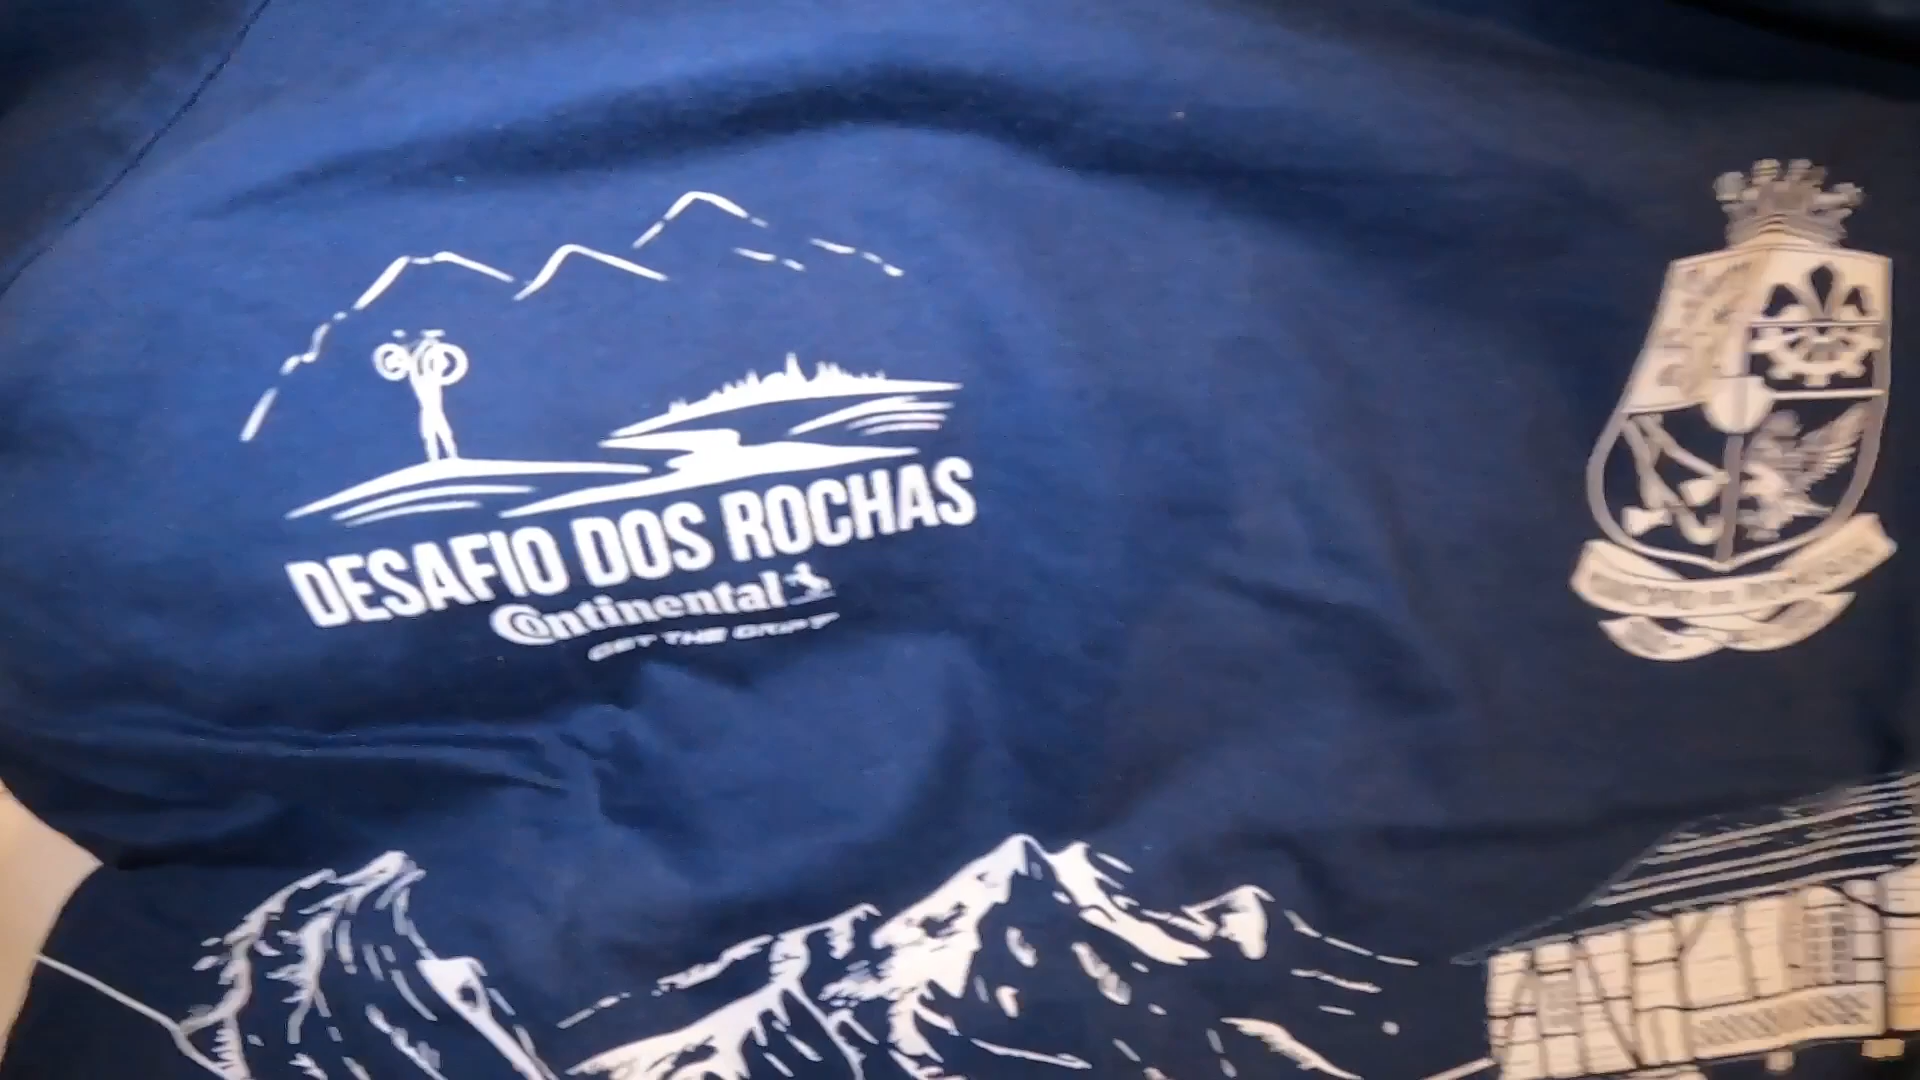 DESAFIO DOS ROCHAS
Continental
GET THE GRIP